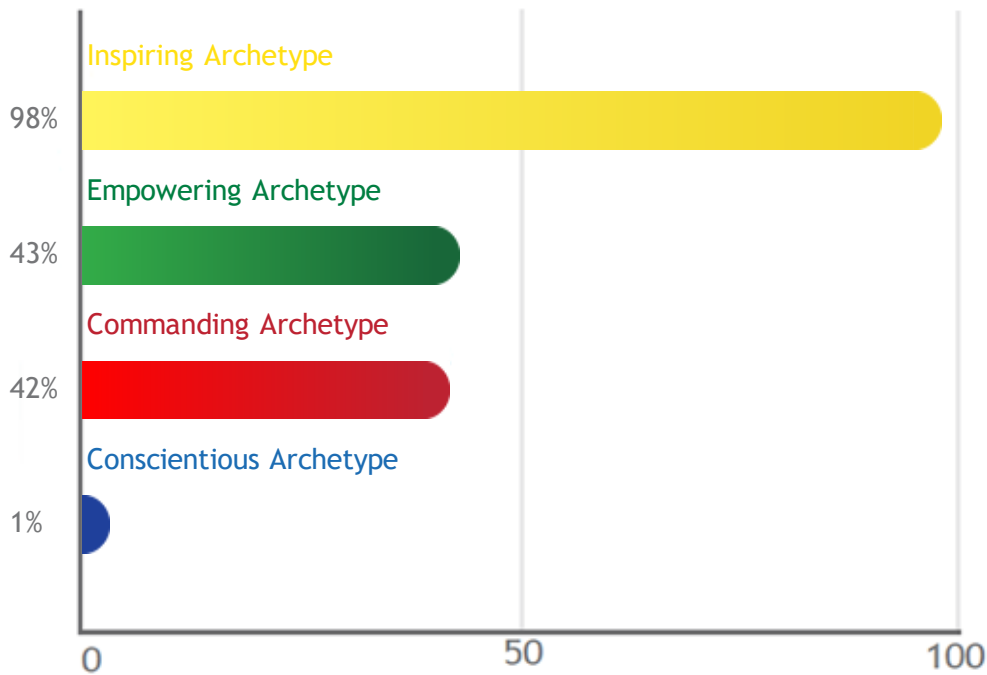 Inspiring Archetype
98%
Empowering Archetype
43%
Commanding Archetype
42%
Conscientious Archetype
1%
0
50
100